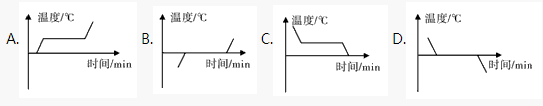 A. 温度/℃ 时间/min
B. 温度/℃ 时间/min
C. 温度/℃ 时间/min
D. 温度/℃ 时间/min